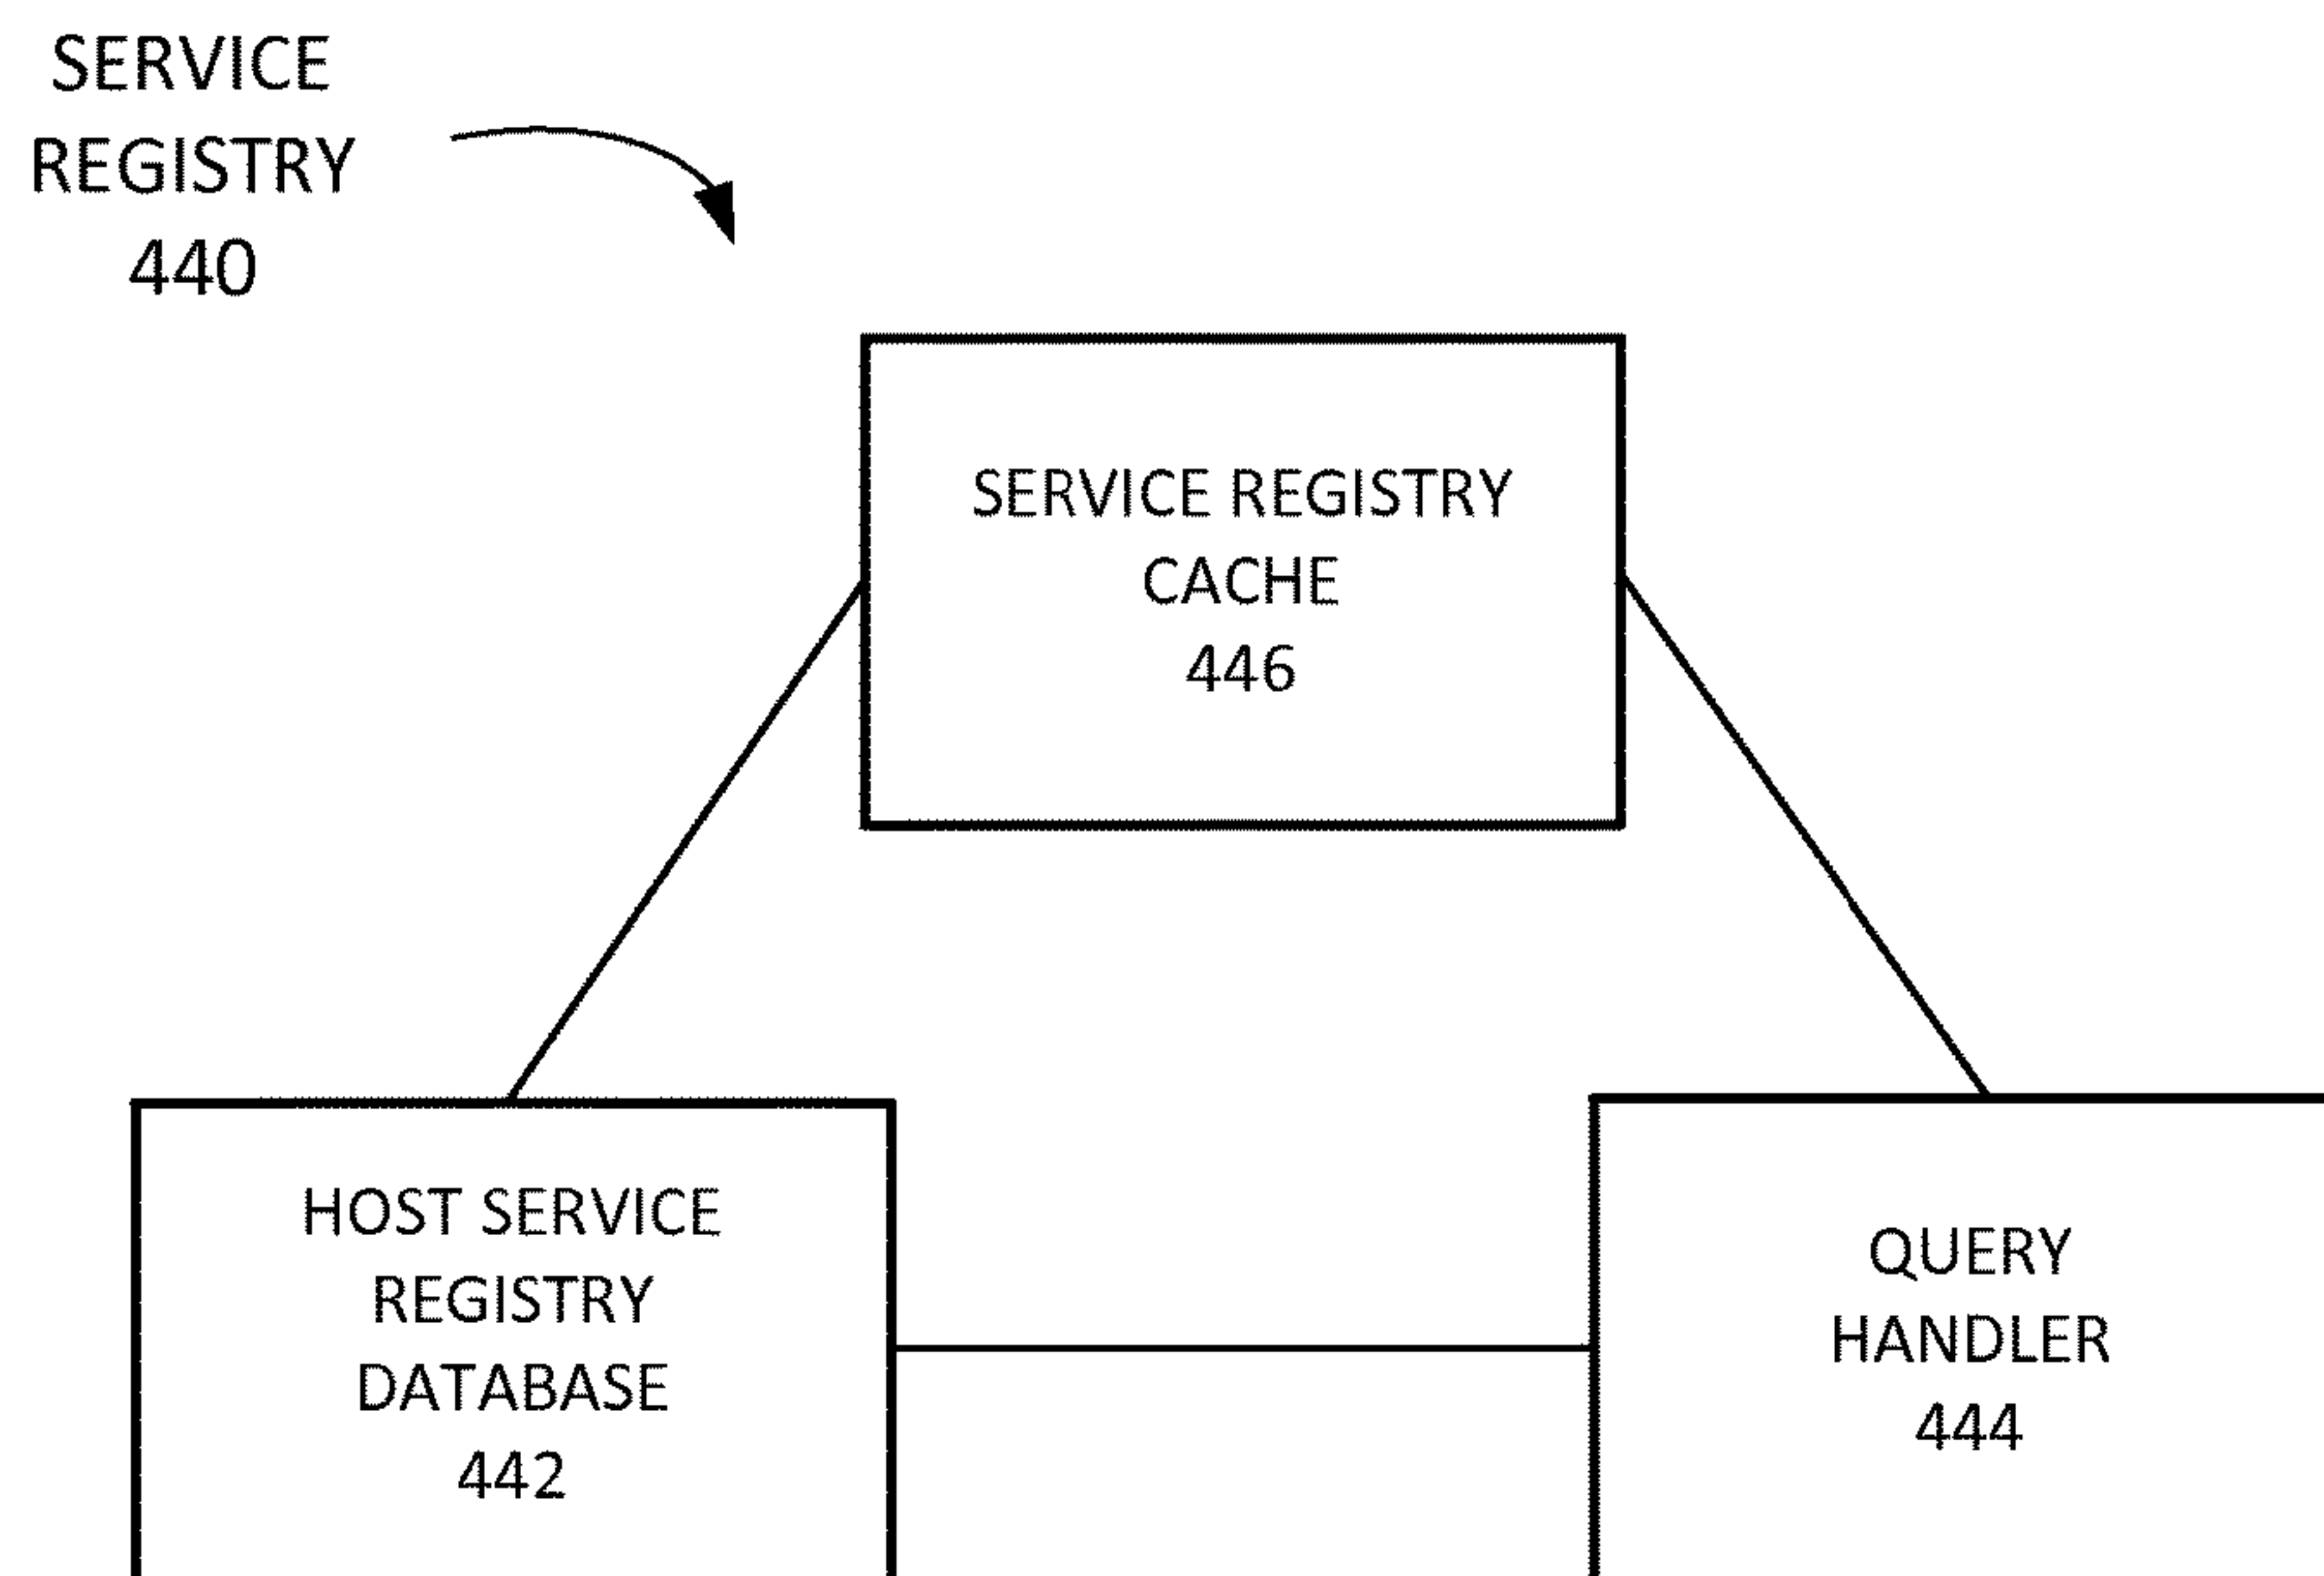 SERVICE
REGISTRY
440
SERVICE REGISTRY
CACHE
446
HOST SERVICE
REGISTRY
DATABASE
442
QUERY
HANDLER
444